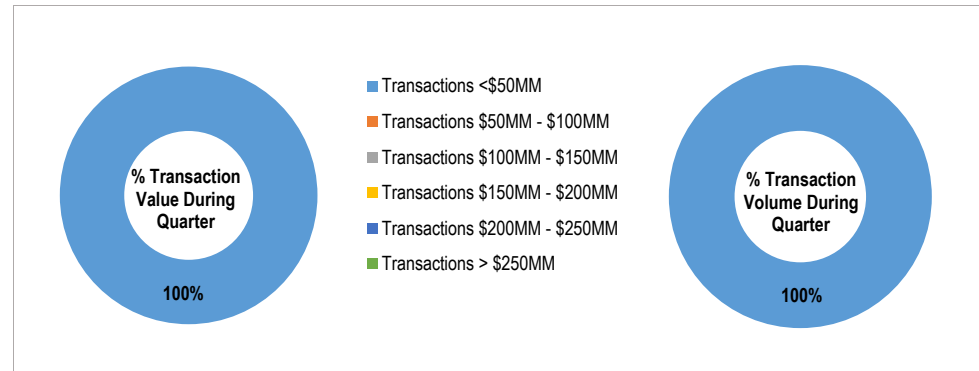 % Transaction
Value During
Quarter
100%
Transactions <$50MM
Transactions $50MM - $100MM
Transactions $100MM - $150MM
Transactions $150MM - $200MM
Transactions $200MM - $250MM
Transactions > $250MM
% Transaction
Volume During
Quarter
100%